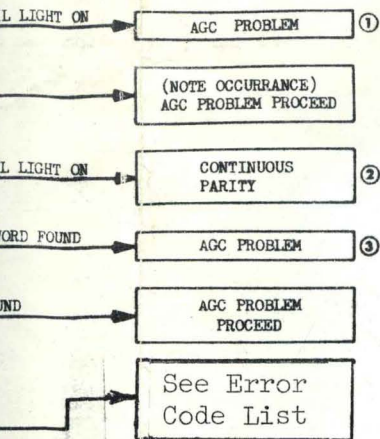 L LIGHT ON
AGC PROBLEM ①
(NOTE OCCURRANCE)
AGC PROBLEM PROCEED
L LIGHT ON
CONTINUOUS
PARITY ②
ORD FOUND
AGC PROBLEM ③
UND
AGC PROBLEM
PROCEED
See Error
Code List